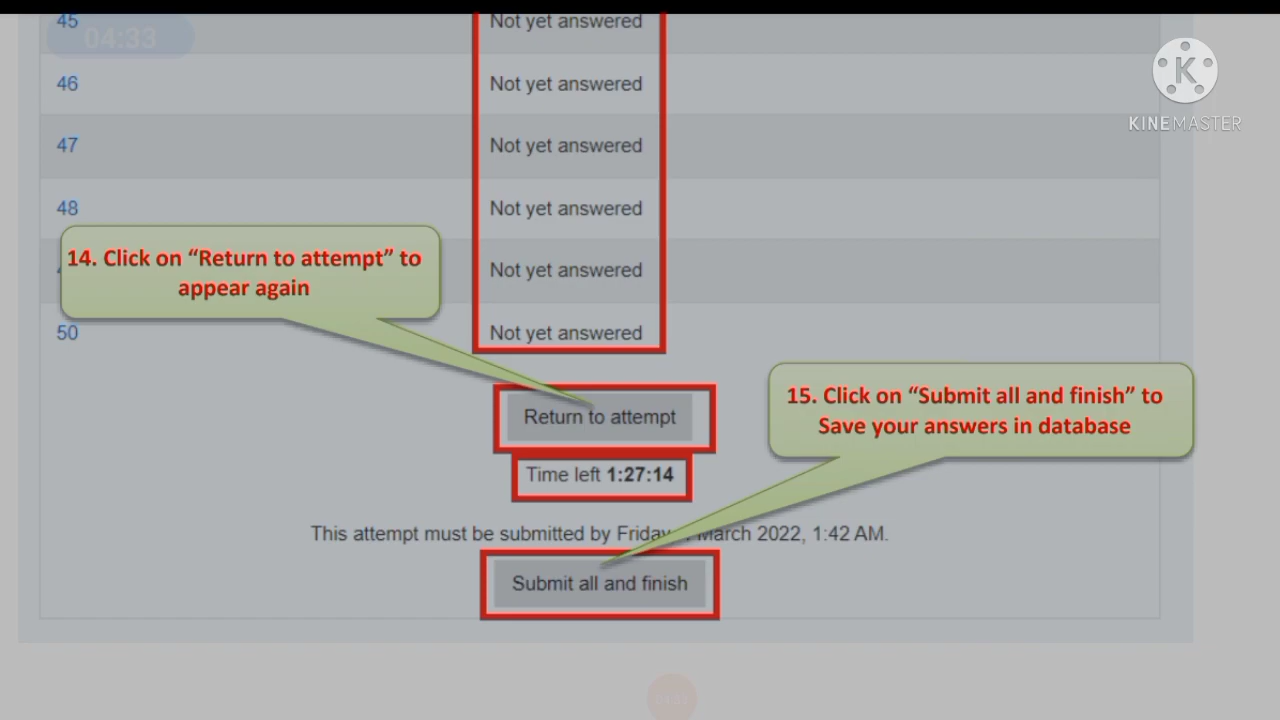 45 Not yet answered
04:33
46 Not yet answered
KINEMASTER
47 Not yet answered
48 Not yet answered
14. Click on “Return to attempt” to
appear again
Not yet answered
50 Not yet answered
Return to attempt
15. Click on “Submit all and finish” to
Save your answers in database
Time left 1:27:14
This attempt must be submitted by Friday, March 2022, 1:42 AM.
Submit all and finish